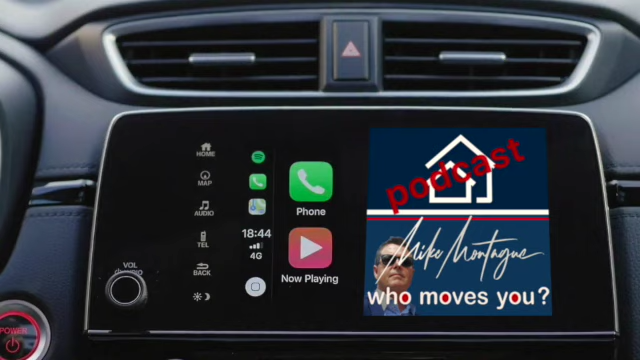 HOME
MAP
AUDIO
TEL
BACK
VOL
POWER
18:44
4G
Phone
Now Playing
podcast
Mike Montague
who moves you?